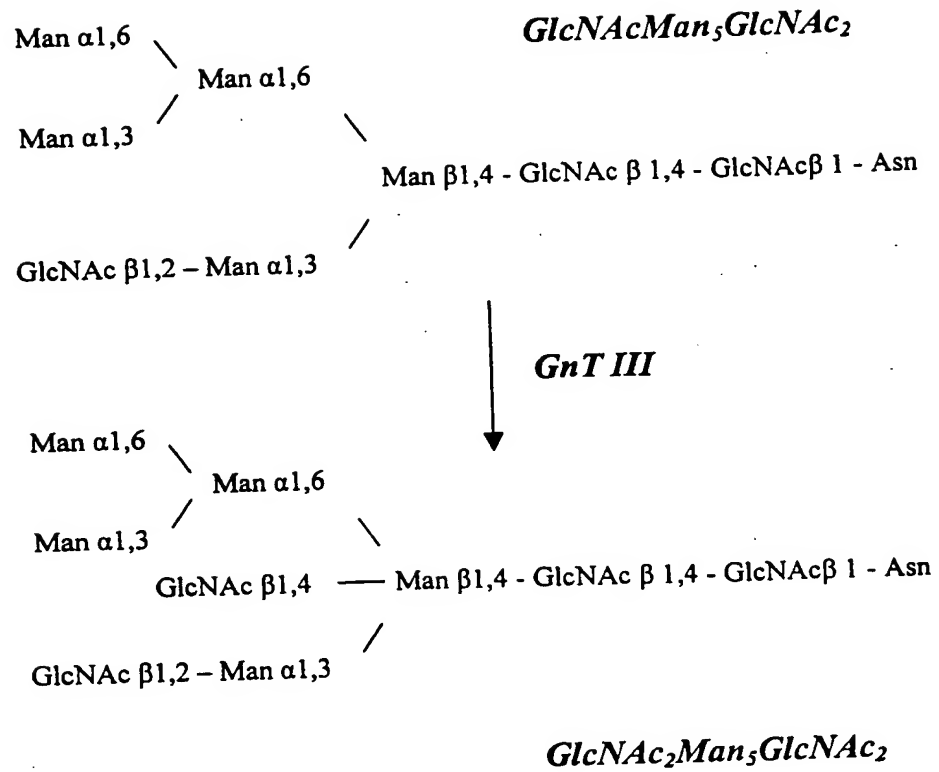 Man α1,6
GlcNAcMan₅GlcNAc₂
Man α1,6
Man α1,3
Man β1,4 - GlcNAc β 1,4 - GlcNAcβ 1 - Asn
GlcNAc β1,2 – Man α1,3
GnT III
Man α1,6
Man α1,6
Man α1,3
GlcNAc β1,4 — Man β1,4 - GlcNAc β 1,4 - GlcNAcβ 1 - Asn
GlcNAc β1,2 – Man α1,3
GlcNAc₂Man₅GlcNAc₂